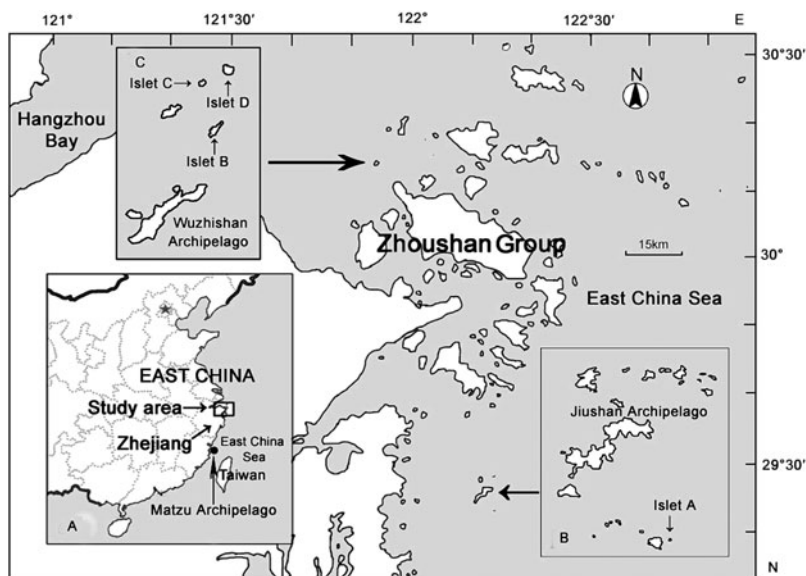 121°
121°30'
122°
122°30'
E
30°30'
N
C
Islet C
Islet D
Islet B
Wuzhishan
Archipelago
Hangzhou
Bay
Zhoushan Group
15km
30°
East China Sea
EAST CHINA
Study area
Zhejiang
East China
Sea
Taiwan
Matzu Archipelago
A
Jiushan Archipelago
Islet A
B
29°30'
N